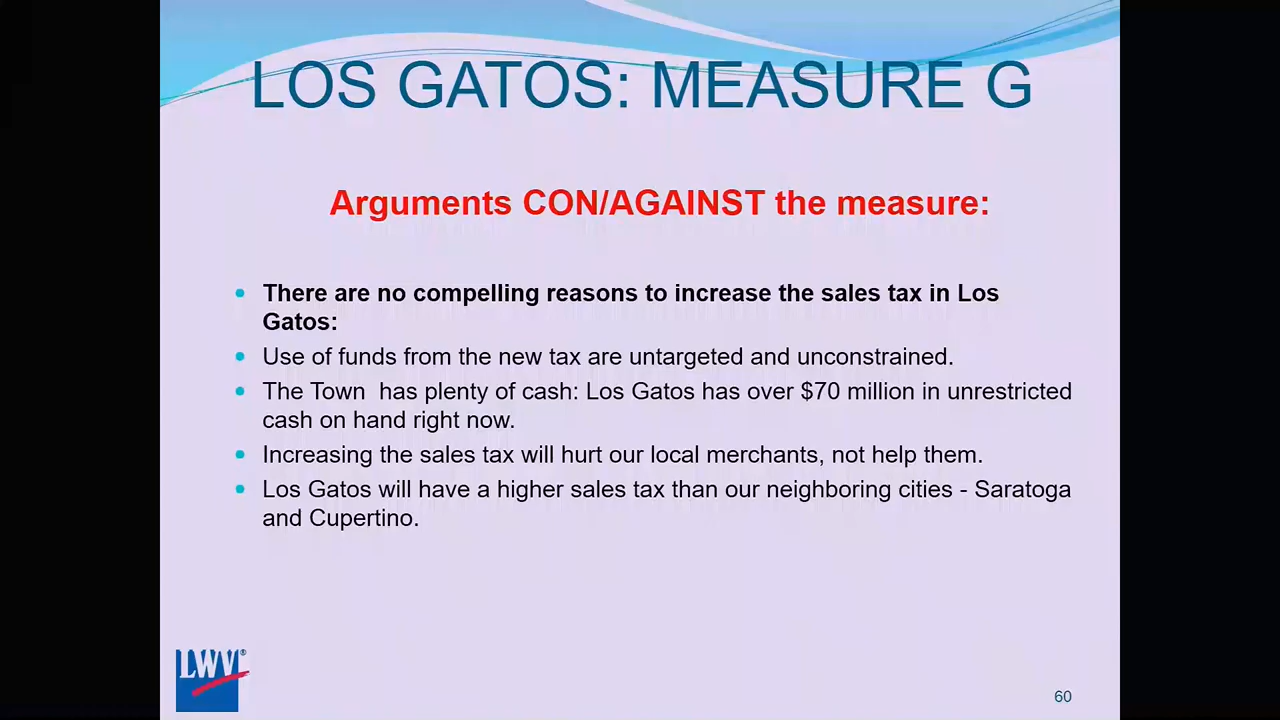 LOS GATOS: MEASURE G
Arguments CON/AGAINST the measure:
• There are no compelling reasons to increase the sales tax in Los
Gatos:
• Use of funds from the new tax are untargeted and unconstrained.
• The Town  has plenty of cash: Los Gatos has over $70 million in unrestricted
cash on hand right now.
• Increasing the sales tax will hurt our local merchants, not help them.
• Los Gatos will have a higher sales tax than our neighboring cities - Saratoga
and Cupertino.
LWV®
60